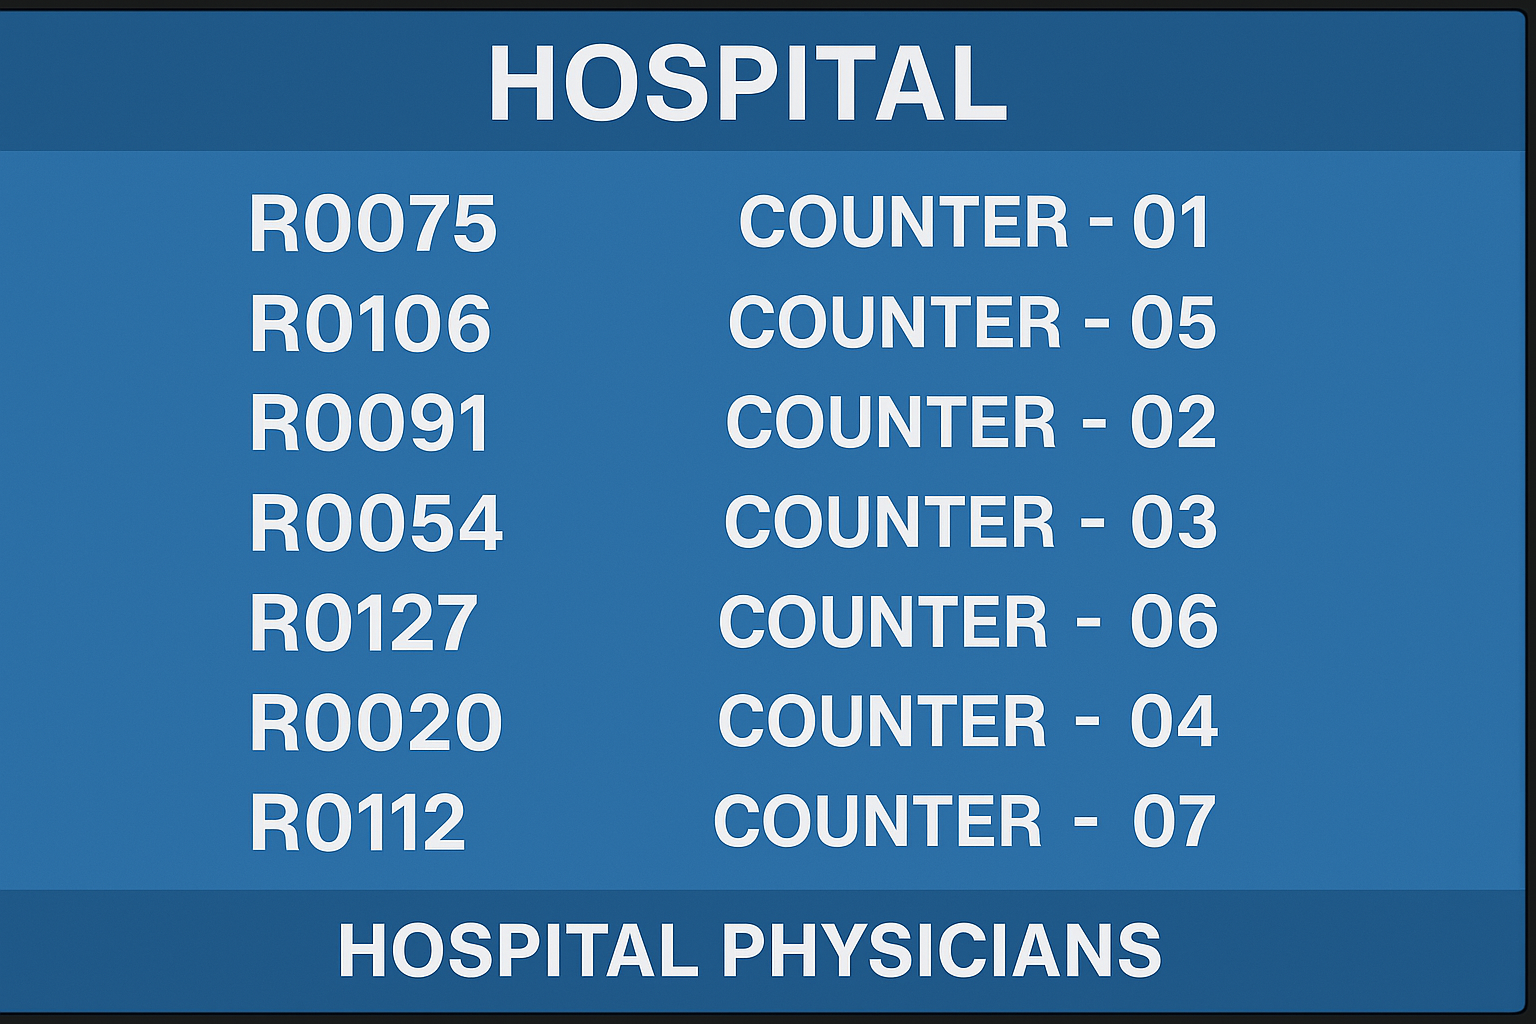 HOSPITAL
R0075 COUNTER - 01
R0106 COUNTER - 05
R0091 COUNTER - 02
R0054 COUNTER - 03
R0127 COUNTER - 06
R0020 COUNTER - 04
R0112 COUNTER - 07
HOSPITAL PHYSICIANS